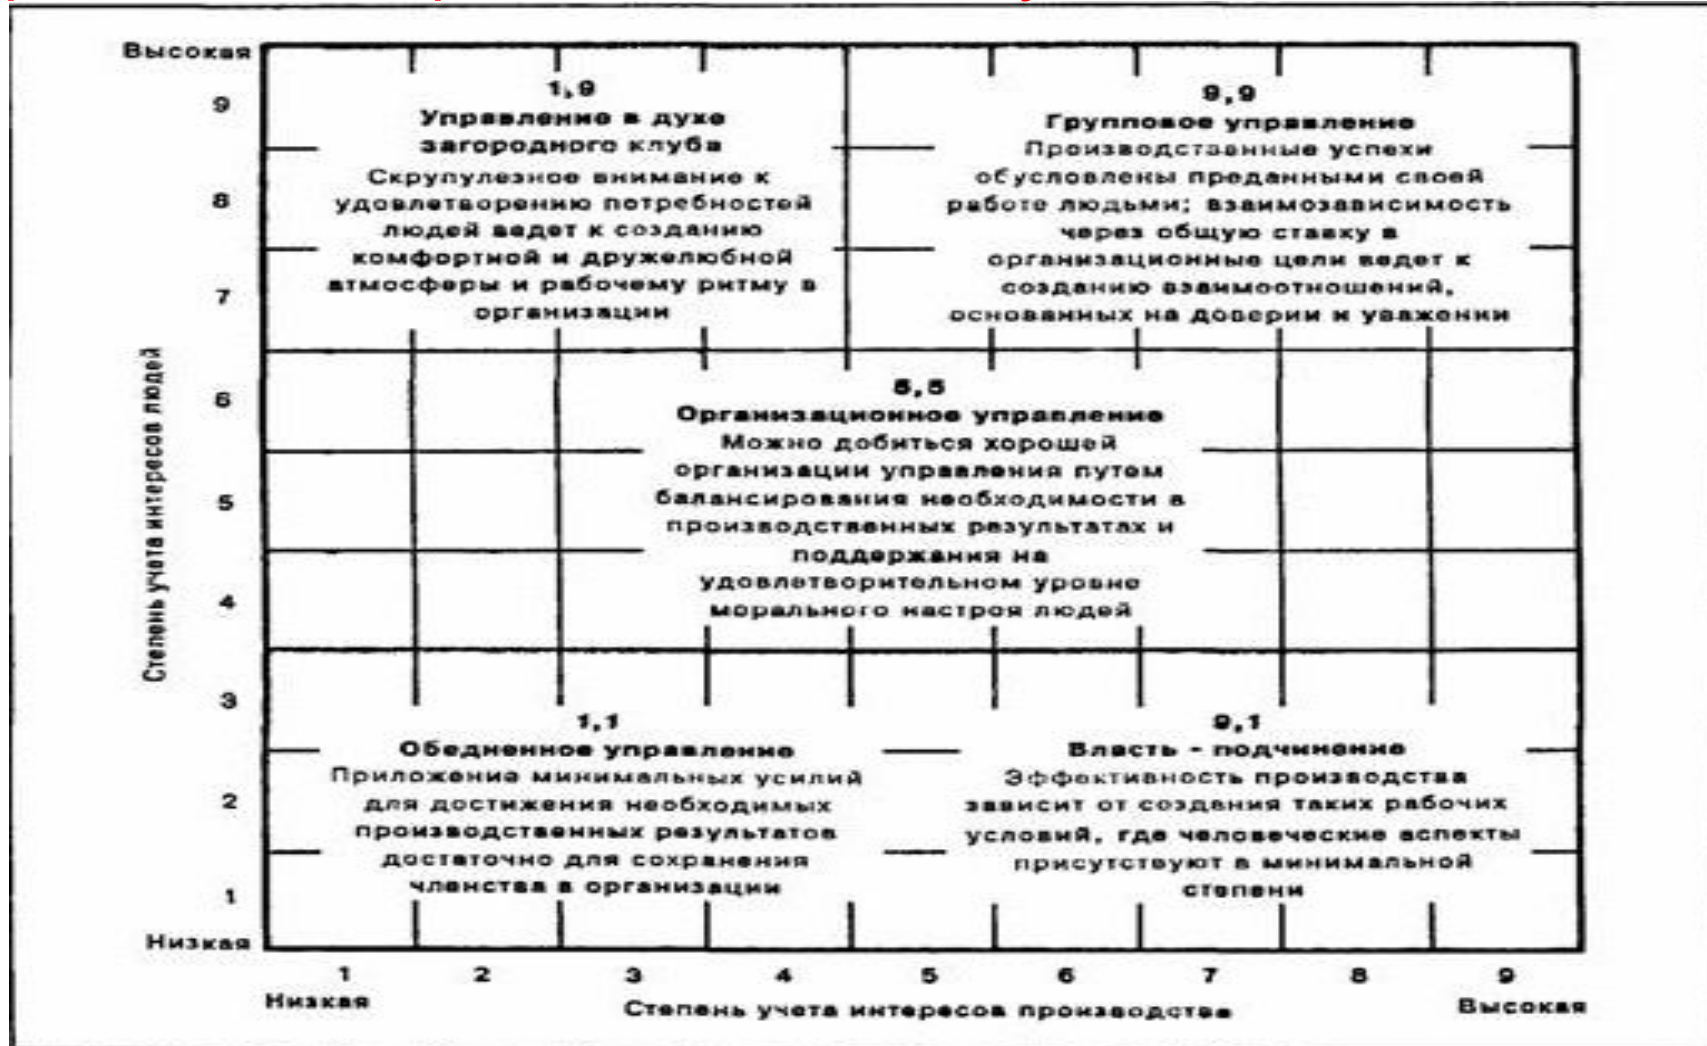 Высокая
9
8
7
6
5
4
3
2
1
Низкая
Степень учета интересов людей
1,9
Управление в духе
загородного клуба
Скрупулезное внимание к
удовлетворению потребностей
людей ведет к созданию
комфортной и дружелюбной
атмосферы и рабочему ритму в
организации
9,9
Групповое управление
Производственные успехи
обусловлены преданными своей
работе людьми; взаимозависимость
через общую ставку в
организационные цели ведет к
созданию взаимоотношений,
основанных на доверии и уважении
5,5
Организационное управление
Можно добиться хорошей
организации управления путем
балансирования необходимости в
производственных результатах и
поддержания на
удовлетворительном уровне
морального настроя людей
1,1
Обедненное управление
Приложение минимальных усилий
для достижения необходимых
производственных результатов
достаточно для сохранения
членства в организации
9,1
Власть - подчинение
Эффективность производства
зависит от создания таких рабочих
условий, где человеческие аспекты
присутствуют в минимальной
степени
1 2 3 4 5 6 7 8 9
Низкая
Степень учета интересов производства
Высокая